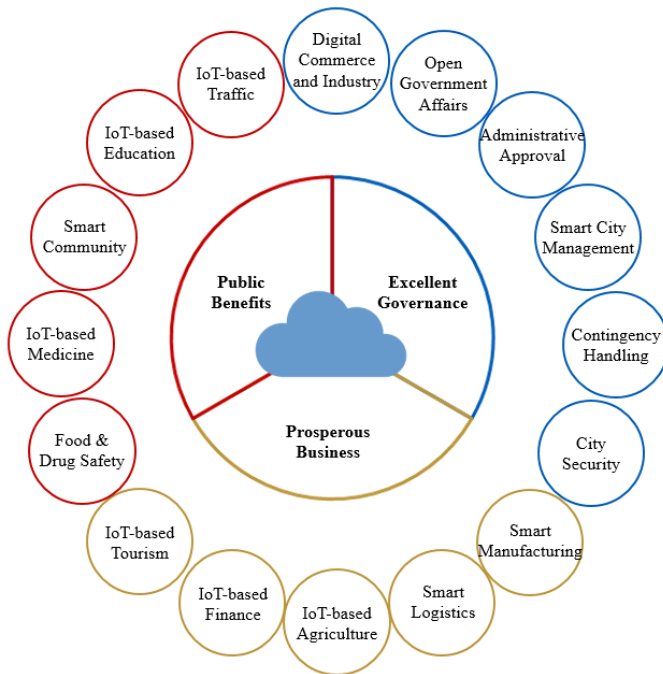 Digital
Commerce
and Industry
Open
Government
Affairs
Administrative
Approval
Smart City
Management
Contingency
Handling
City
Security
Smart
Manufacturing
Smart
Logistics
IoT-based
Agriculture
IoT-based
Finance
IoT-based
Tourism
Food &
Drug Safety
IoT-based
Medicine
Smart
Community
IoT-based
Education
IoT-based
Traffic
Public
Benefits
Excellent
Governance
Prosperous
Business